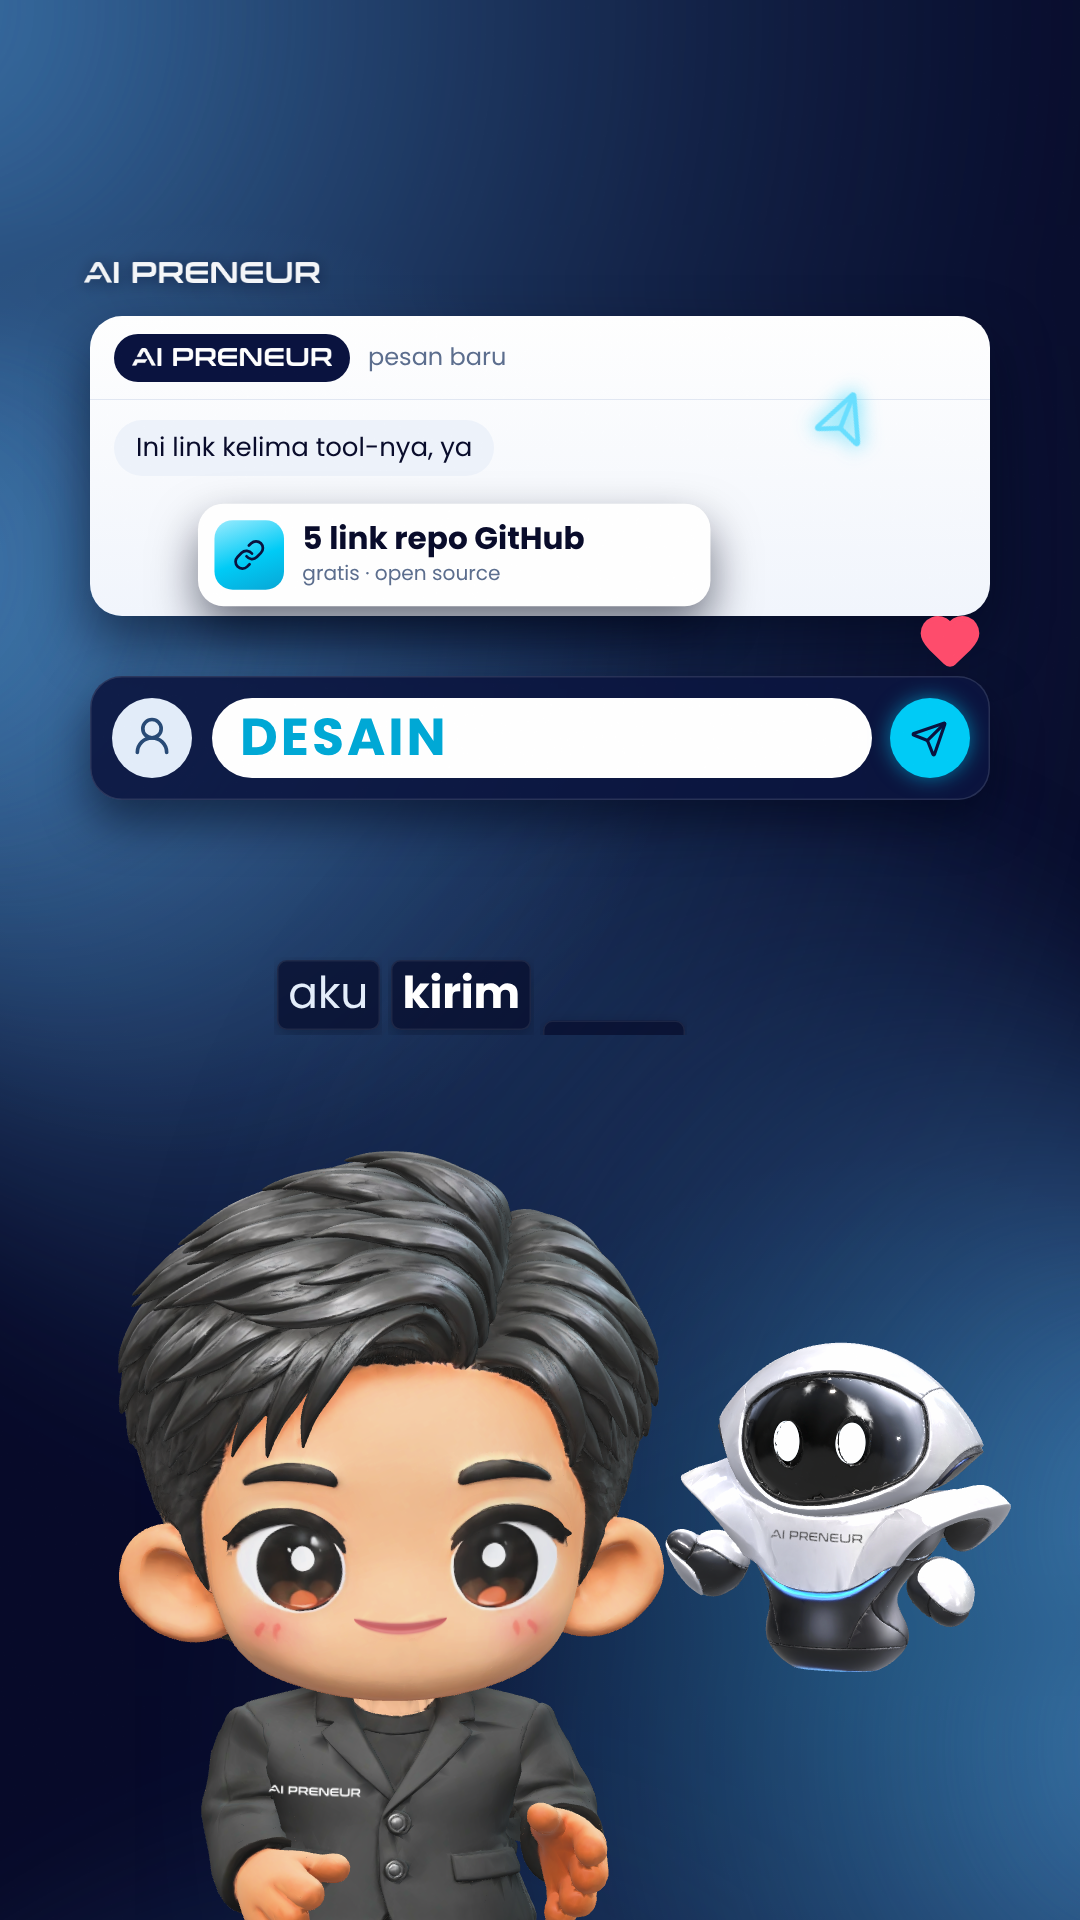 AI PRENEUR
AI PRENEUR pesan baru
Ini link kelima tool-nya, ya
5 link repo GitHub
gratis · open source
DESAIN
aku kirim
AI PRENEUR
AI PRENEUR